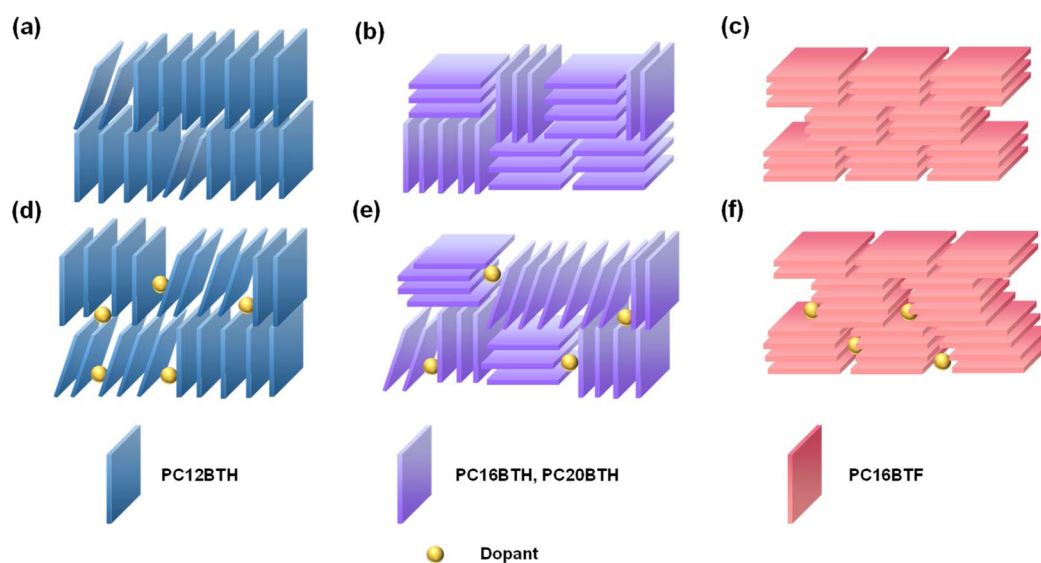 (a)
(b)
(c)
(d)
(e)
(f)
PC12BTH
PC16BTH, PC20BTH
PC16BTF
Dopant